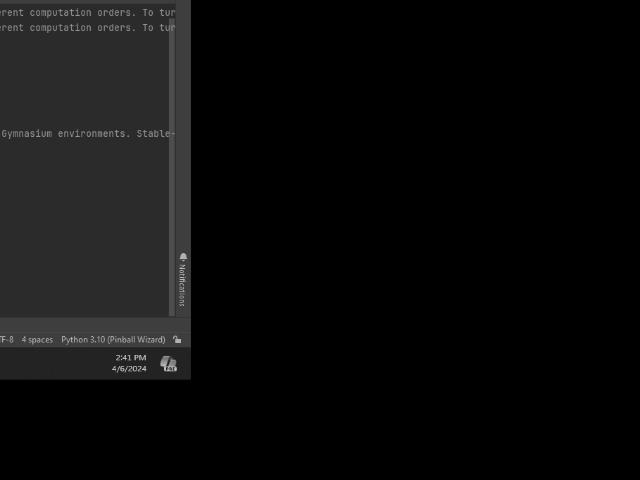 erent computation orders. To tur
erent computation orders. To tur
Gymnasium environments. Stable-
Notifications
TF-8 4 spaces Python 3.10 (Pinball Wizard)
2:41 PM
4/6/2024
PRE